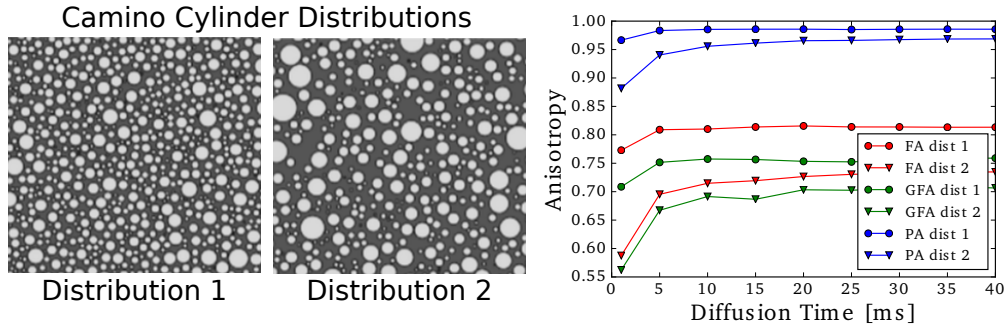 Camino Cylinder Distributions
Distribution 1
Distribution 2
1.00
0.95
0.90
0.85
0.80
0.75
0.70
0.65
0.60
0.55
Anisotropy
FA dist 1
FA dist 2
GFA dist 1
GFA dist 2
PA dist 1
PA dist 2
0 5 10 15 20 25 30 35 40
Diffusion Time [ms]